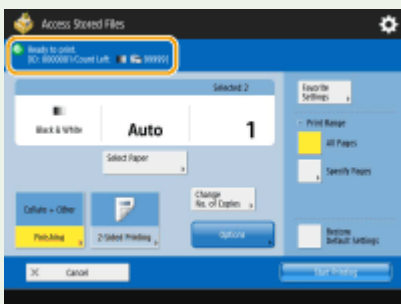 Access Stored Files
Ready to print.
Selected: 2
Black & White
Auto
1
Select Paper
Collate + Other
Finishing
2-Sided Printing
Change
No. of Copies
Options
Favorite
Settings
Print Range
All Pages
Specify Pages
Restore
Default Settings
Cancel
Start Printing